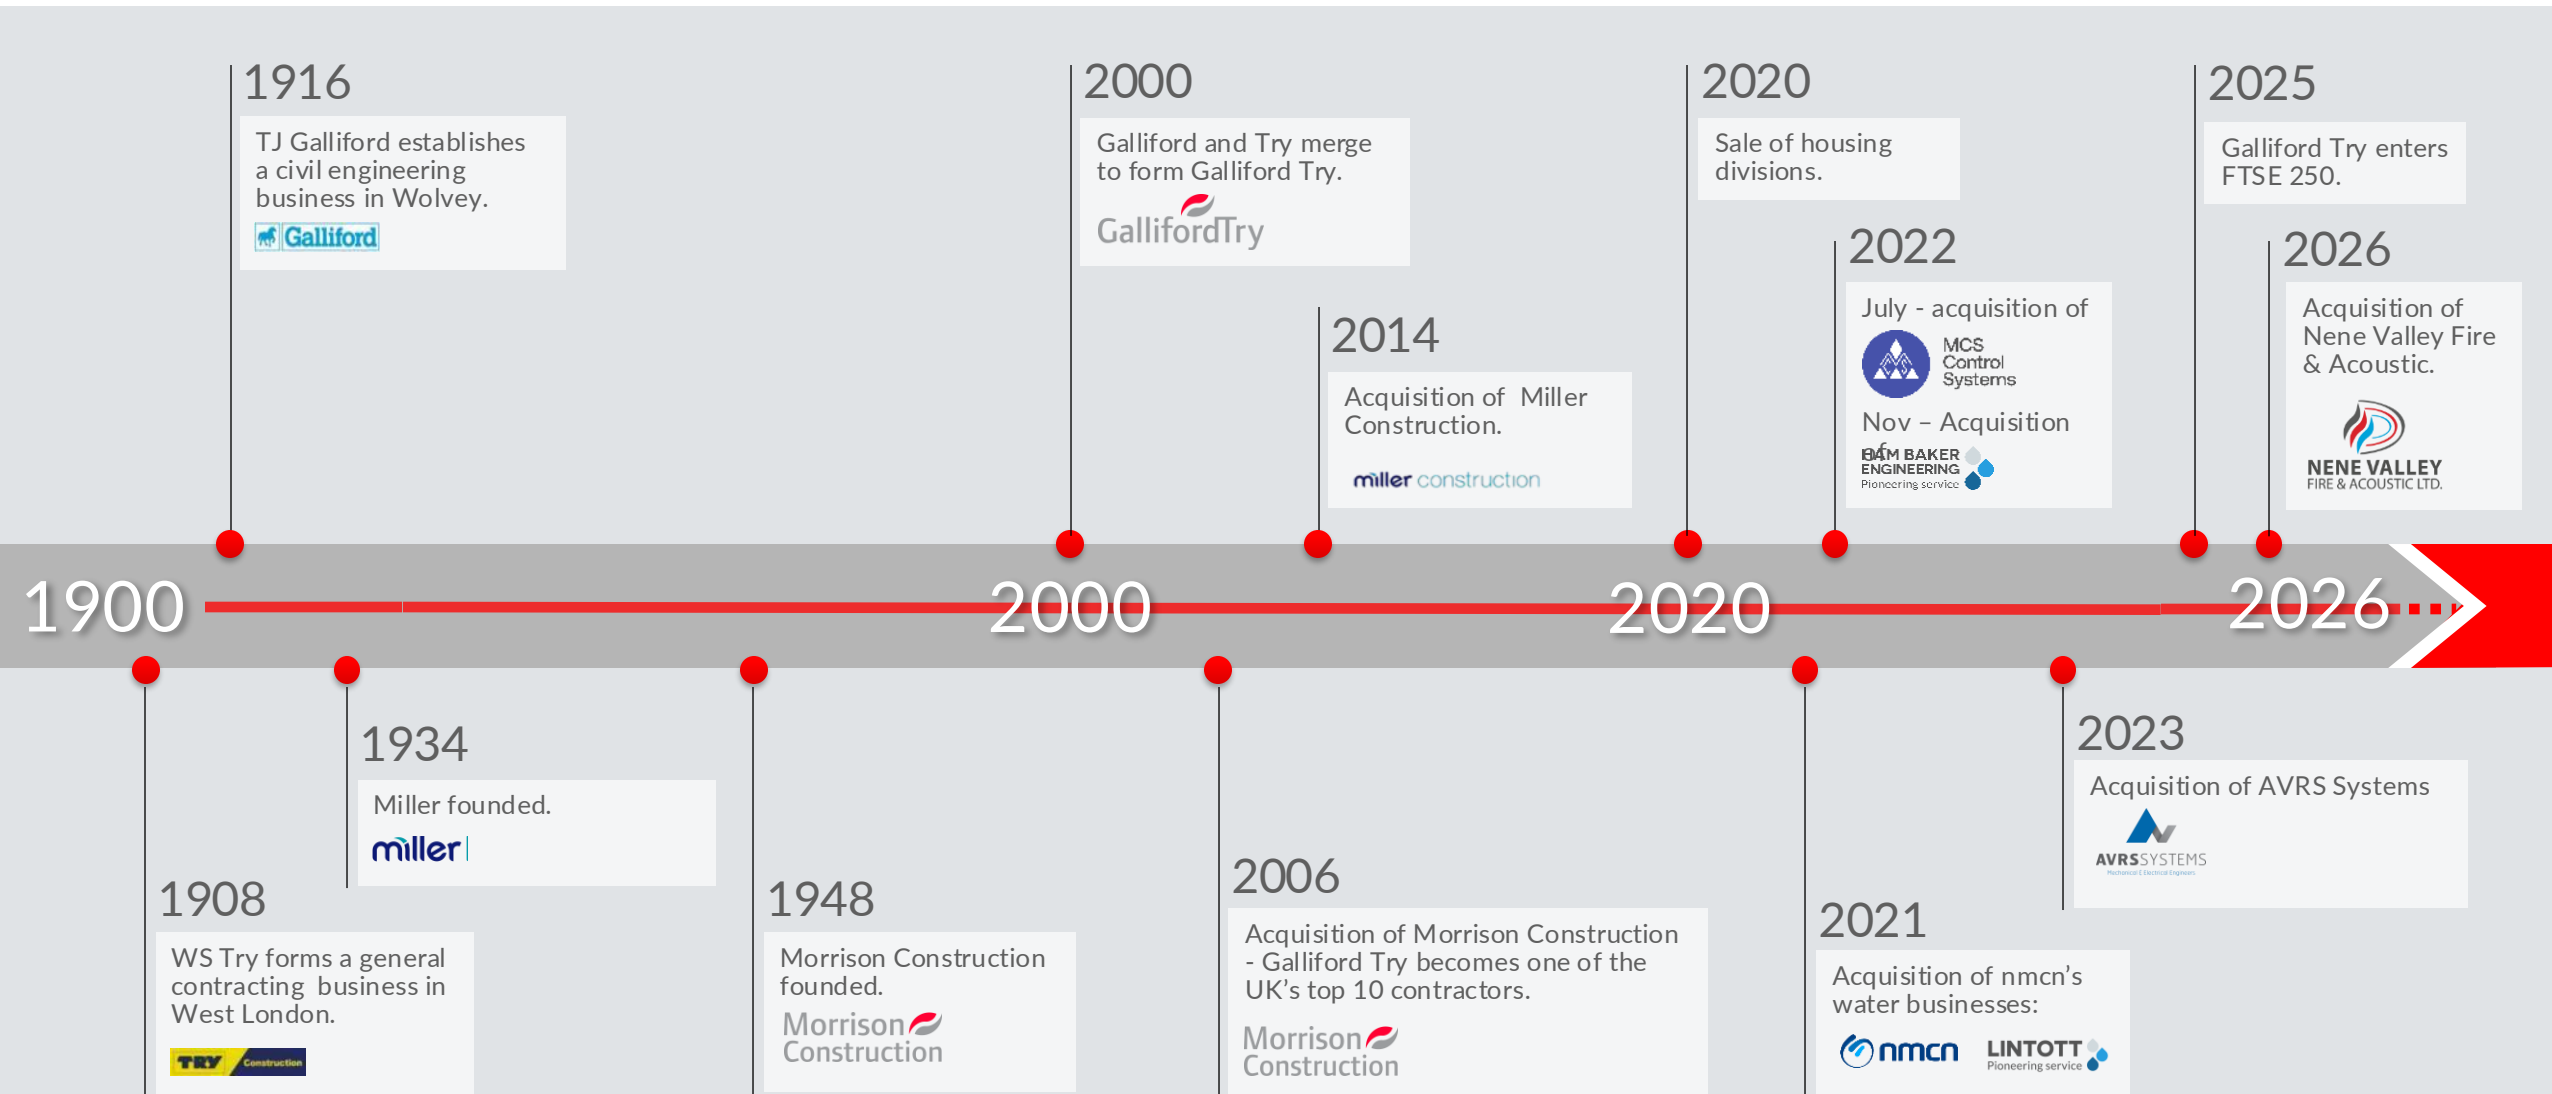 1916
TJ Galliford establishes
a civil engineering
business in Wolvey.
Galliford
2000
Galliford and Try merge
to form Galliford Try.
GallifordTry
2014
Acquisition of Miller
Construction.
miller construction
2020
Sale of housing
divisions.
2022
July - acquisition of
MCS
Control
Systems
Nov – Acquisition
of
HAM BAKER
ENGINEERING
Pioneering service
2025
Galliford Try enters
FTSE 250.
2026
Acquisition of
Nene Valley Fire
& Acoustic.
NENE VALLEY
FIRE & ACOUSTIC LTD.
1900
2000
2020
2026
1908
WS Try forms a general
contracting business in
West London.
TRY Construction
1934
Miller founded.
miller
1948
Morrison Construction
founded.
Morrison
Construction
2006
Acquisition of Morrison Construction
- Galliford Try becomes one of the
UK’s top 10 contractors.
Morrison
Construction
2021
Acquisition of nmcn’s
water businesses:
nmcn
LINTOTT
Pioneering service
2023
Acquisition of AVRS Systems
AVRSSYSTEMS
Mechanical & Electrical Engineers